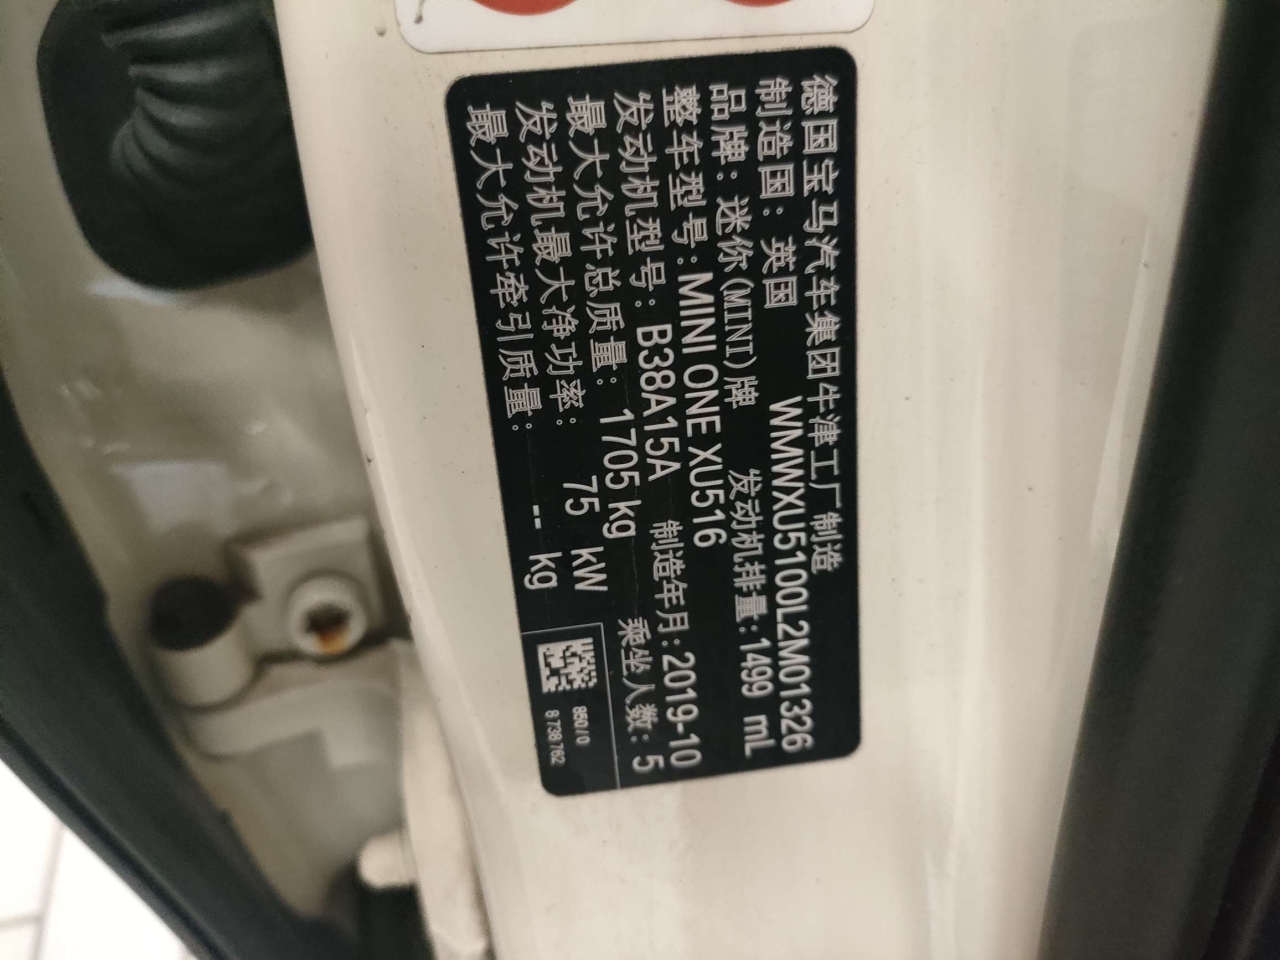 德国宝马汽车集团牛津工厂制造
制造国：英国 WMWXU5100L2M01326
品牌：迷你(MINI)牌 发动机排量：1499 mL
整车型号：MINI ONE XU516 制造年月：2019-10
发动机型号：B38A15A 乘坐人数：5
最大允许总质量：1705 kg
发动机最大净功率：75 kW
最大允许牵引质量：-- kg
850 / 0
8 738 762